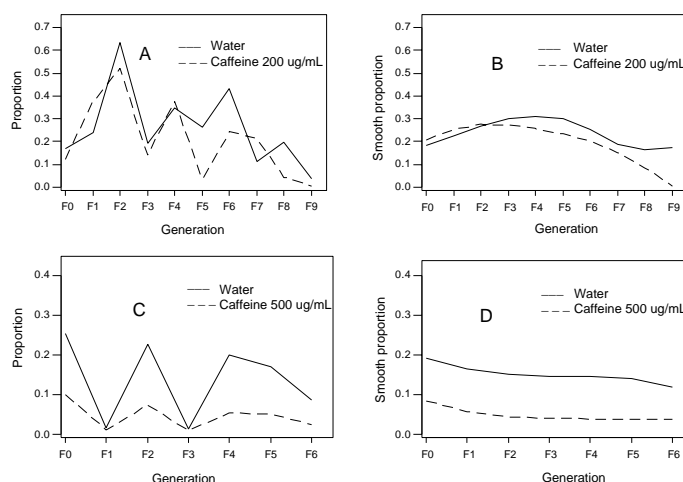 0.7
0.6
0.5
0.4
0.3
0.2
0.1
0.0
Proportion
A
Water
Caffeine 200 ug/mL
F0 F1 F2 F3 F4 F5 F6 F7 F8 F9
Generation
0.7
0.6
0.5
0.4
0.3
0.2
0.1
0.0
Smooth proportion
B
Water
Caffeine 200 ug/mL
F0 F1 F2 F3 F4 F5 F6 F7 F8 F9
Generation
0.4
0.3
0.2
0.1
0.0
Proportion
C
Water
Caffeine 500 ug/mL
F0 F1 F2 F3 F4 F5 F6
Generation
0.4
0.3
0.2
0.1
0.0
Smooth proportion
D
Water
Caffeine 500 ug/mL
F0 F1 F2 F3 F4 F5 F6
Generation